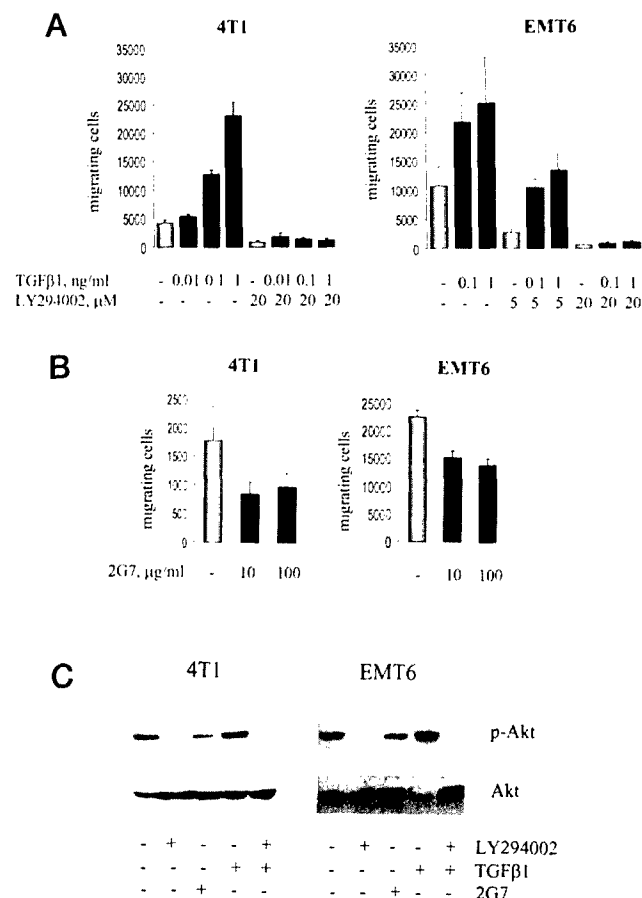 A
4T1
EMT6
migrating cells
35000
30000
25000
20000
15000
10000
5000
0
migrating cells
35000
30000
25000
20000
15000
10000
5000
0
TGFβ1, ng/ml - 0.01 0.1 1 - 0.01 0.1 1 - 0.1 1 - 0.1 1 - 0.1 1
LY294002, μM - - - - 20 20 20 20 - - - 5 5 5 20 20 20
B
4T1
EMT6
migrating cells
2500
2000
1500
1000
500
0
migrating cells
25000
20000
15000
10000
5000
0
2G7, μg/ml - 10 100 - 10 100
C
4T1
EMT6
p-Akt
Akt
- + - - + - + - - + LY294002
- - - + + - - - + + TGFβ1
- - + - - - - + - - 2G7